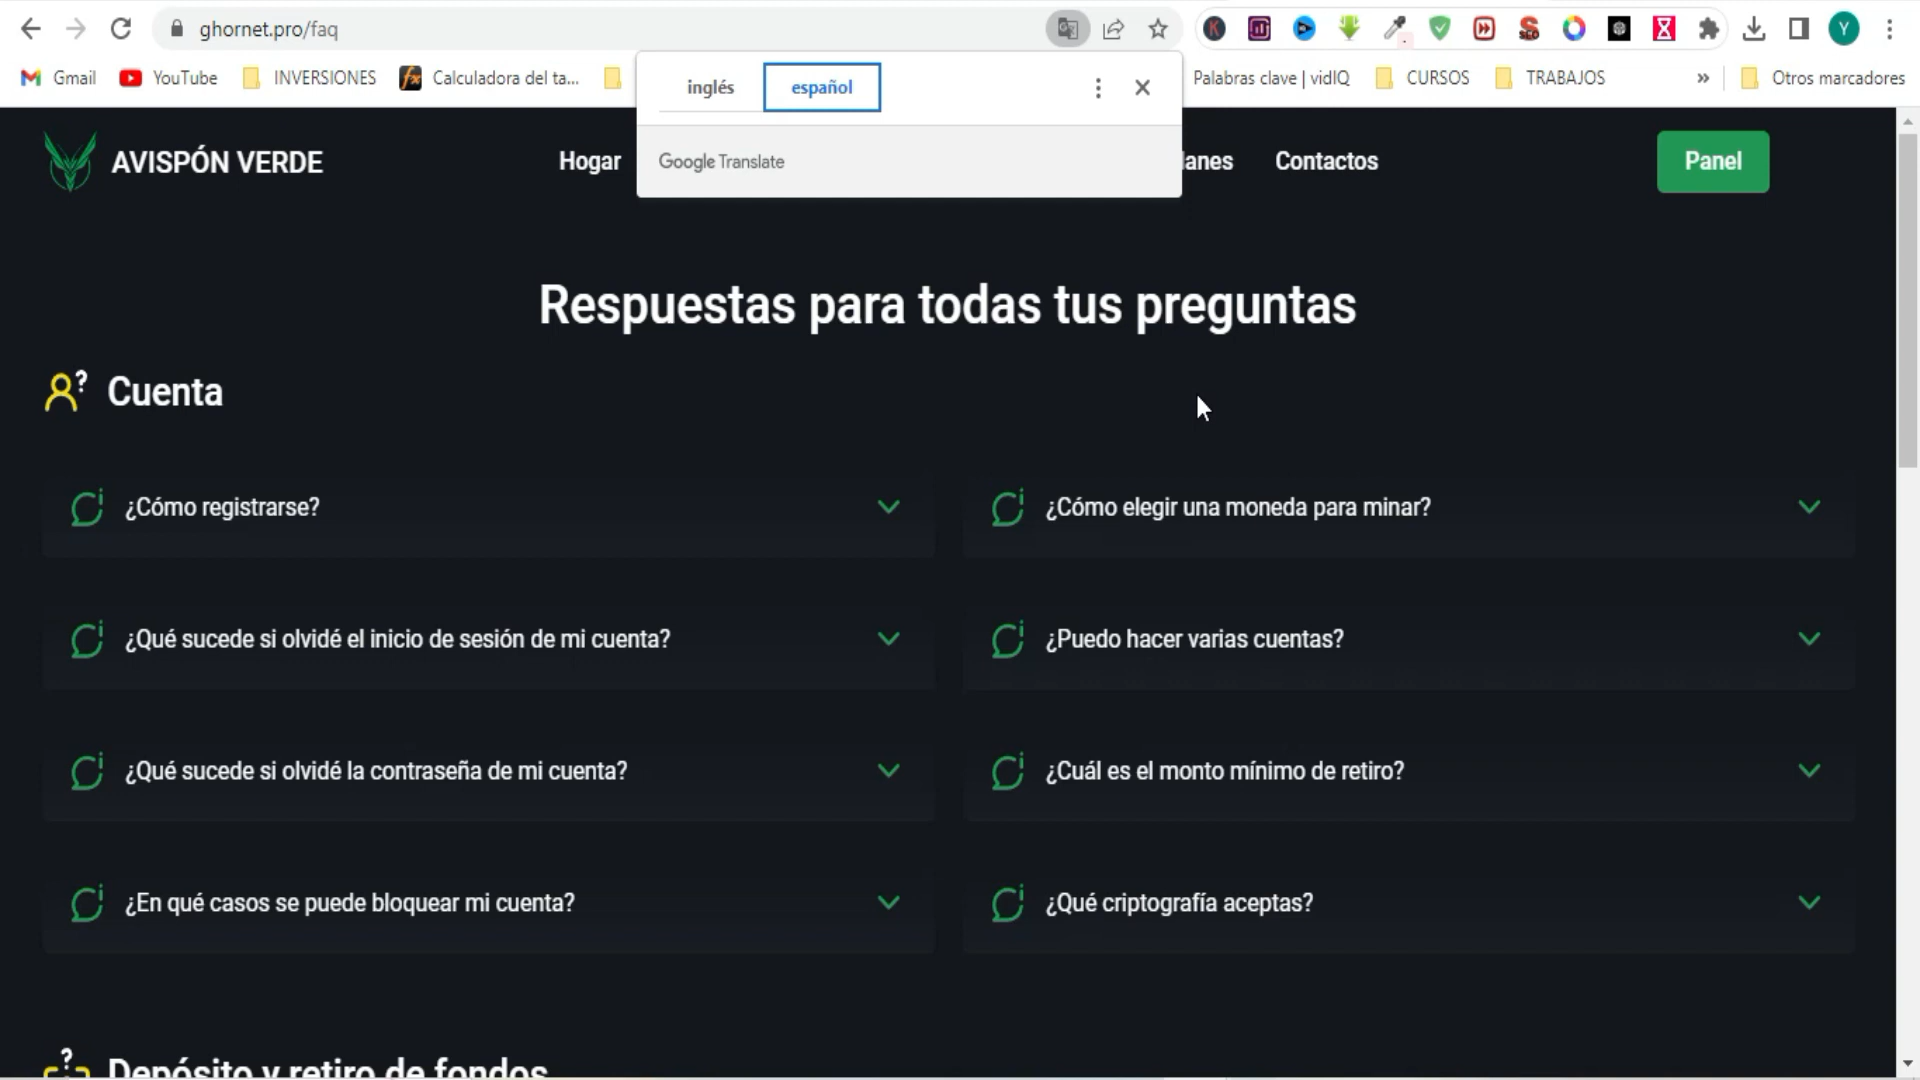 ghornet.pro/faq
Y
Gmail
YouTube
INVERSIONES
Calculadora del ta...
Palabras clave | vidIQ
CURSOS
TRABAJOS
»
Otros marcadores
inglés
español
Google Translate
AVISPÓN VERDE
Hogar
lanes
Contactos
Panel
Respuestas para todas tus preguntas
Cuenta
¿Cómo registrarse?
¿Cómo elegir una moneda para minar?
¿Qué sucede si olvidé el inicio de sesión de mi cuenta?
¿Puedo hacer varias cuentas?
¿Qué sucede si olvidé la contraseña de mi cuenta?
¿Cuál es el monto mínimo de retiro?
¿En qué casos se puede bloquear mi cuenta?
¿Qué criptografía aceptas?
Depósito y retiro de fondos